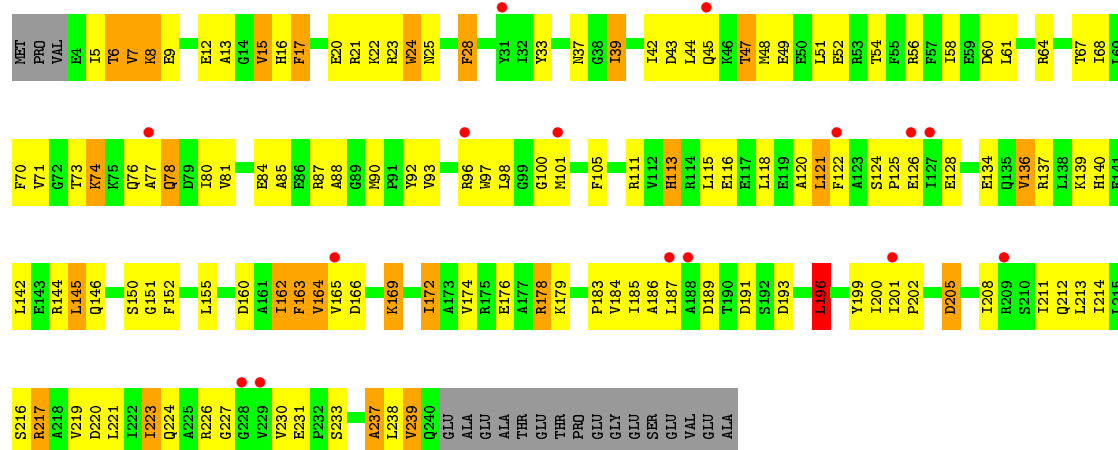 MET PRO VAL E4 I5 T6 V7 K8 E9 E12 A13 G14 V15 H16 F17 E20 R21 K22 R23 W24 N25 F28 Y31 I32 Y33 N37 G38 I39 I42 D43 L44 Q45 K46 T47 M48 E49 E50 L51 E52 R53 T54 F55 R56 F57 I58 E59 D60 L61 R64 T67 I68
F70 V71 G72 T73 K74 K75 Q76 A77 Q78 D79 I80 V81 E84 A85 E86 R87 A88 G89 M90 P91 Y92 V93 R96 W97 L98 G99 G100 M101 F105 R111 V112 H113 R114 L115 E116 E117 L118 E119 A120 L121 F122 A123 S124 P125 E126 I127 E128 E134 Q135 V136 R137 L138 K139 H140 E141
L142 E143 R144 L145 Q146 S150 G151 F152 L155 D160 A161 I162 F163 V164 V165 D166 K169 I172 A173 V174 R175 E176 A177 R178 K179 P183 V184 I185 A186 L187 A188 D189 T190 D191 S192 D193 L196 Y199 I200 I201 P202 D205 I208 R209 S210 I211 Q212 L213 I214
S216 R217 A218 V219 D220 L221 I222 I223 Q224 A225 R226 G227 G228 V229 V230 E231 P232 S233 A237 L238 V239 Q240 GLU ALA GLU ALA THR GLU THR PRO GLU GLY GLU SER GLU VAL GLU ALA